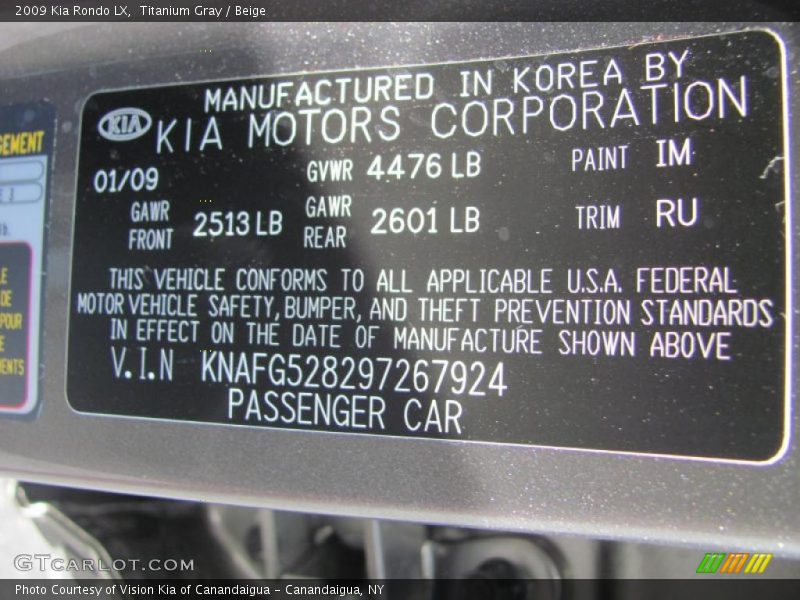 2009 Kia Rondo LX,  Titanium Gray / Beige
MANUFACTURED IN KOREA BY
KIA KIA MOTORS CORPORATION
01/09 GVWR 4476 LB PAINT IM
GAWR FRONT 2513 LB GAWR REAR 2601 LB TRIM RU
THIS VEHICLE CONFORMS TO ALL APPLICABLE U.S.A. FEDERAL
MOTOR VEHICLE SAFETY, BUMPER, AND THEFT PREVENTION STANDARDS
IN EFFECT ON THE DATE OF MANUFACTURE SHOWN ABOVE
V.I.N KNAFG528297267924
PASSENGER CAR
POUR
GTCARLOT.COM
Photo Courtesy of Vision Kia of Canandaigua - Canandaigua, NY